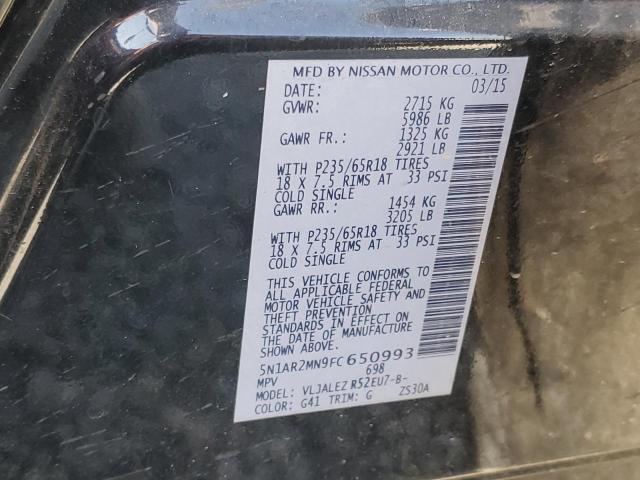 MFD BY NISSAN MOTOR CO., LTD.
DATE: 03/15
GVWR: 2715 KG
5986 LB
GAWR FR.: 1325 KG
2921 LB
WITH P235/65R18 TIRES
18 X 7.5 RIMS AT 33 PSI
COLD SINGLE
GAWR RR.: 1454 KG
3205 LB
WITH P235/65R18 TIRES
18 X 7.5 RIMS AT 33 PSI
COLD SINGLE
THIS VEHICLE CONFORMS TO
ALL APPLICABLE FEDERAL
MOTOR VEHICLE SAFETY AND
THEFT PREVENTION
STANDARDS IN EFFECT ON
THE DATE OF MANUFACTURE
5N1AR2MN9FC650993
MPV 698
MODEL: VLJALEZ R52EU7-B-
COLOR: G41 TRIM: G ZS30A